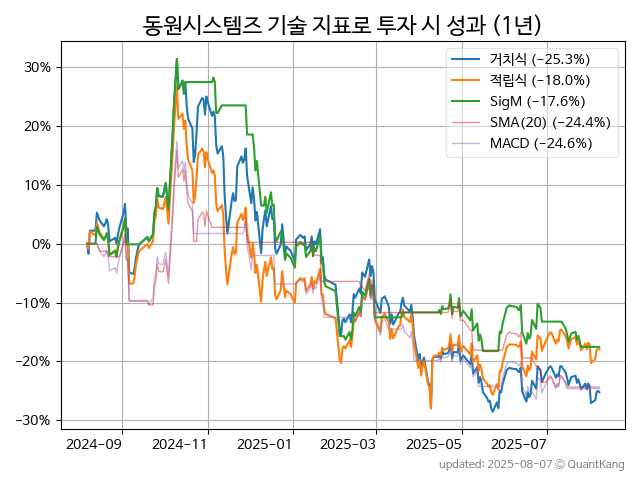 동원시스템즈 기술 지표로 투자 시 성과 (1년)
거치식 (−25.3%)
적립식 (−18.0%)
SigM (−17.6%)
SMA(20) (−24.4%)
MACD (−24.6%)
30%
20%
10%
0%
−10%
−20%
−30%
2024-09 2024-11 2025-01 2025-03 2025-05 2025-07
updated: 2025-08-07 © QuantKang